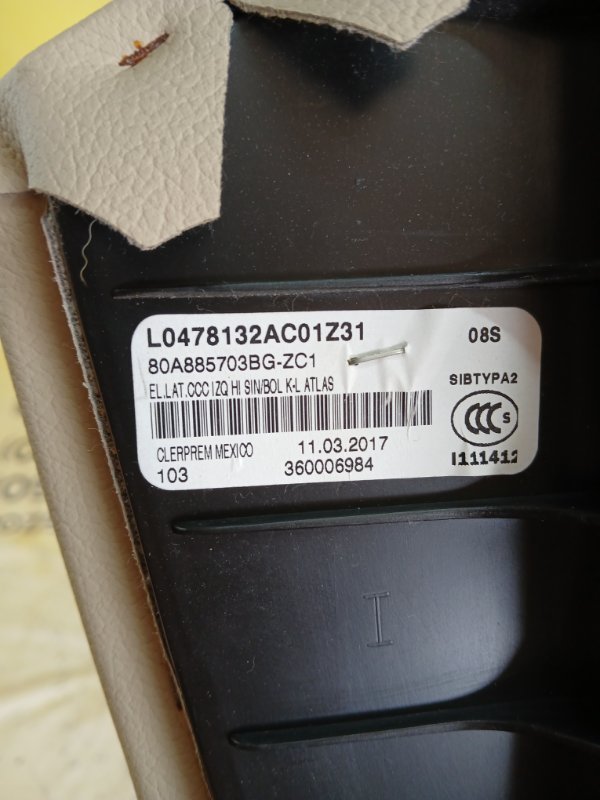 L0478132AC01Z31
08S
80A885703BG-ZC1
EL.LAT.CCC IZQ HI SIN/BOL K-L ATLAS
SIBTYPA2
CCC S
CLERPREM MEXICO
11.03.2017
103
360006984
I111412
I